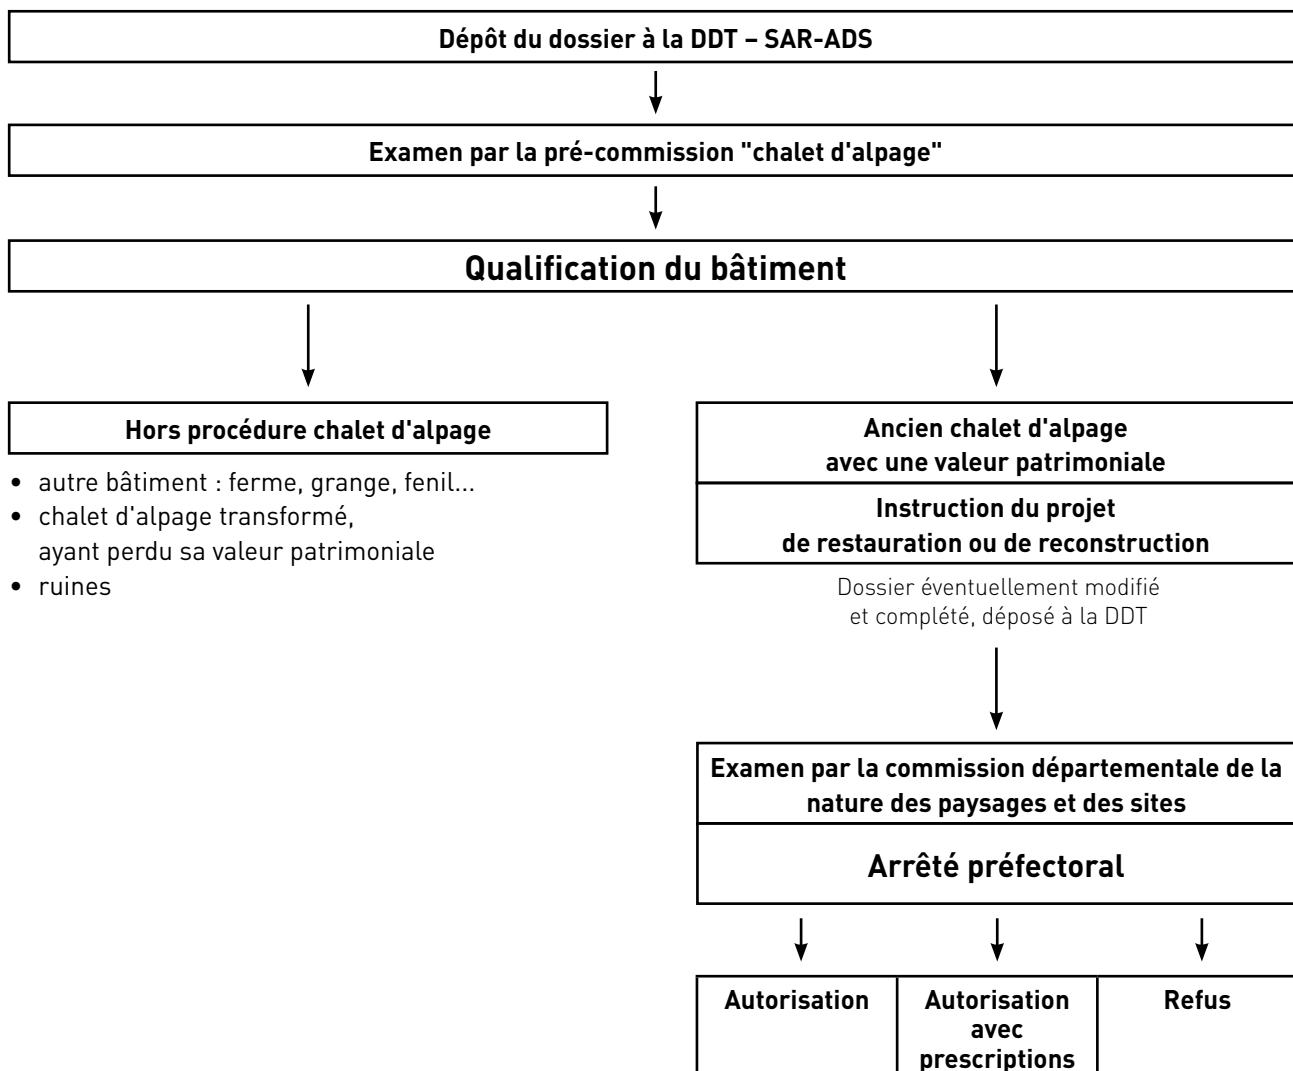 Dépôt du dossier à la DDT – SAR-ADS
Examen par la pré-commission "chalet d'alpage"
Qualification du bâtiment
Hors procédure chalet d'alpage
• autre bâtiment : ferme, grange, fenil...
• chalet d'alpage transformé,
ayant perdu sa valeur patrimoniale
• ruines
Ancien chalet d'alpage
avec une valeur patrimoniale
Instruction du projet
de restauration ou de reconstruction
Dossier éventuellement modifié
et complété, déposé à la DDT
Examen par la commission départementale de la
nature des paysages et des sites
Arrêté préfectoral
Autorisation
Autorisation
avec
prescriptions
Refus